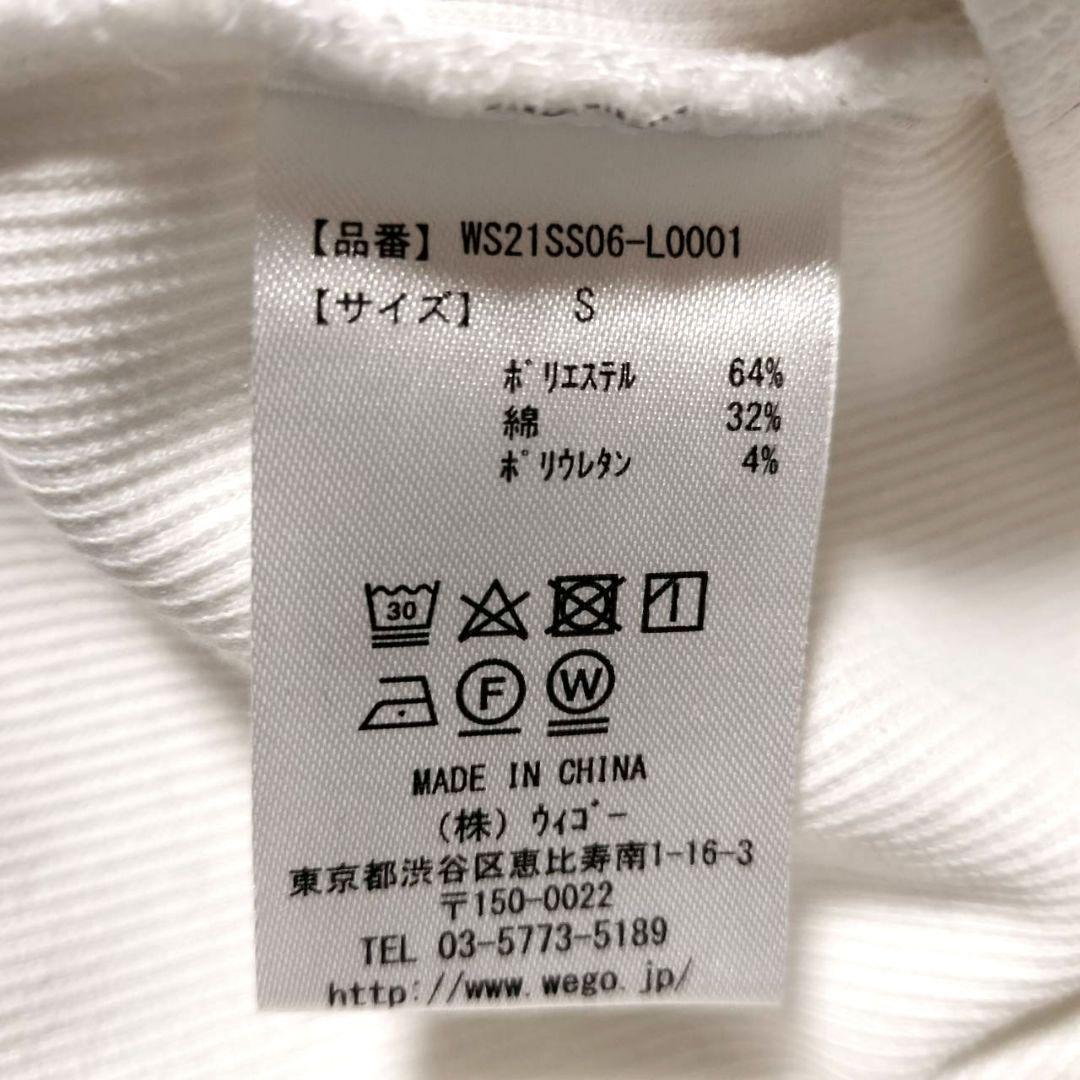 【品番】 WS21SS06-L0001
【サイズ】 S
ﾎﾟﾘｴｽﾃﾙ 64%
綿 32%
ﾎﾟﾘｳﾚﾀﾝ 4%
30
F W
MADE IN CHINA
(株) ｳｨｺﾞｰ
東京都渋谷区恵比寿南1-16-3
〒150-0022
TEL 03-5773-5189
http://www.wego.jp/